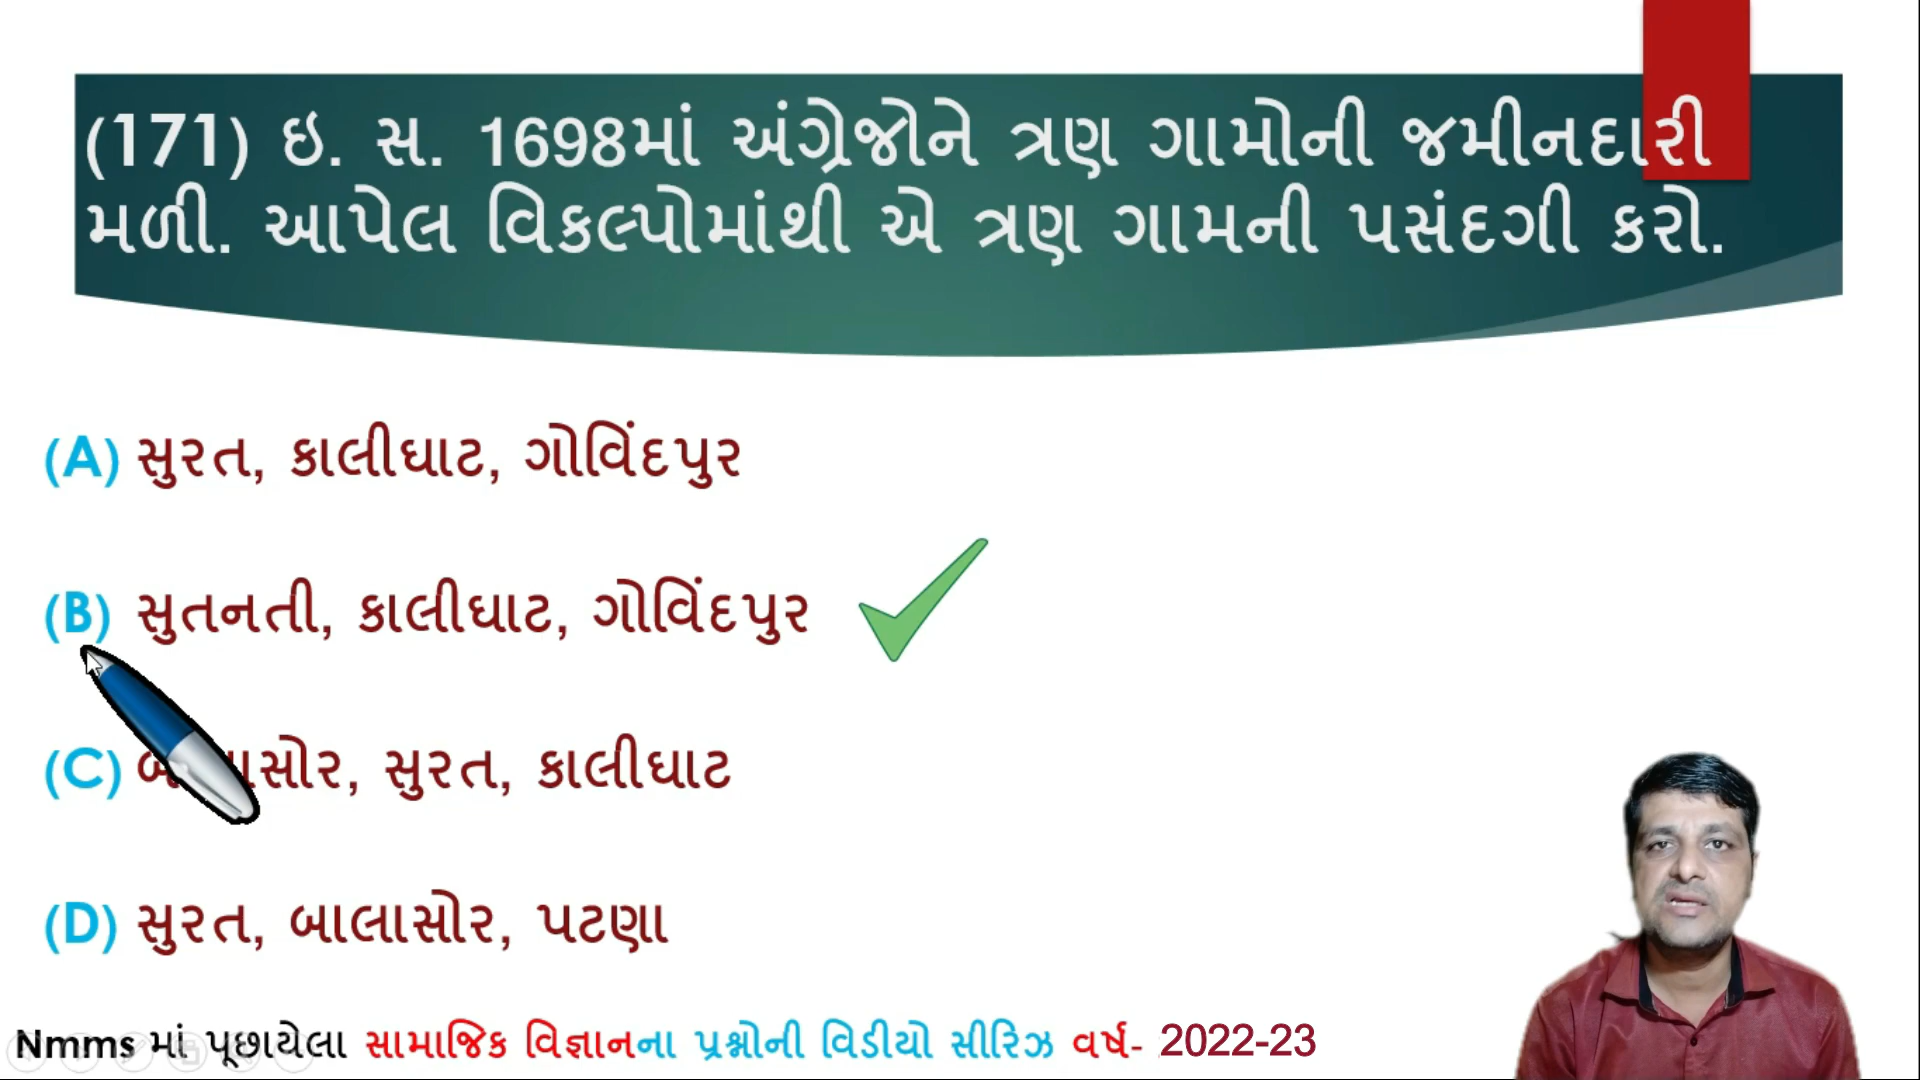 (171) ઇ. સ. 1698માં અંગ્રેજોને ત્રણ ગામોની જમીનદારી
મળી. આપેલ વિકલ્પોમાંથી એ ત્રણ ગામની પસંદગી કરો.
(A) સુરત, કાલીઘાટ, ગોવિંદપુર
(B) સુતનતી, કાલીઘાટ, ગોવિંદપુર
(C) સુરત, કાલીઘાટ
(D) સુરત, બાલાસોર, પટણા
Nmms માં પૂછાયેલા સામાજિક વિજ્ઞાનના પ્રશ્નોની વિડીયો સીરિઝ વર્ષ- 2022-23